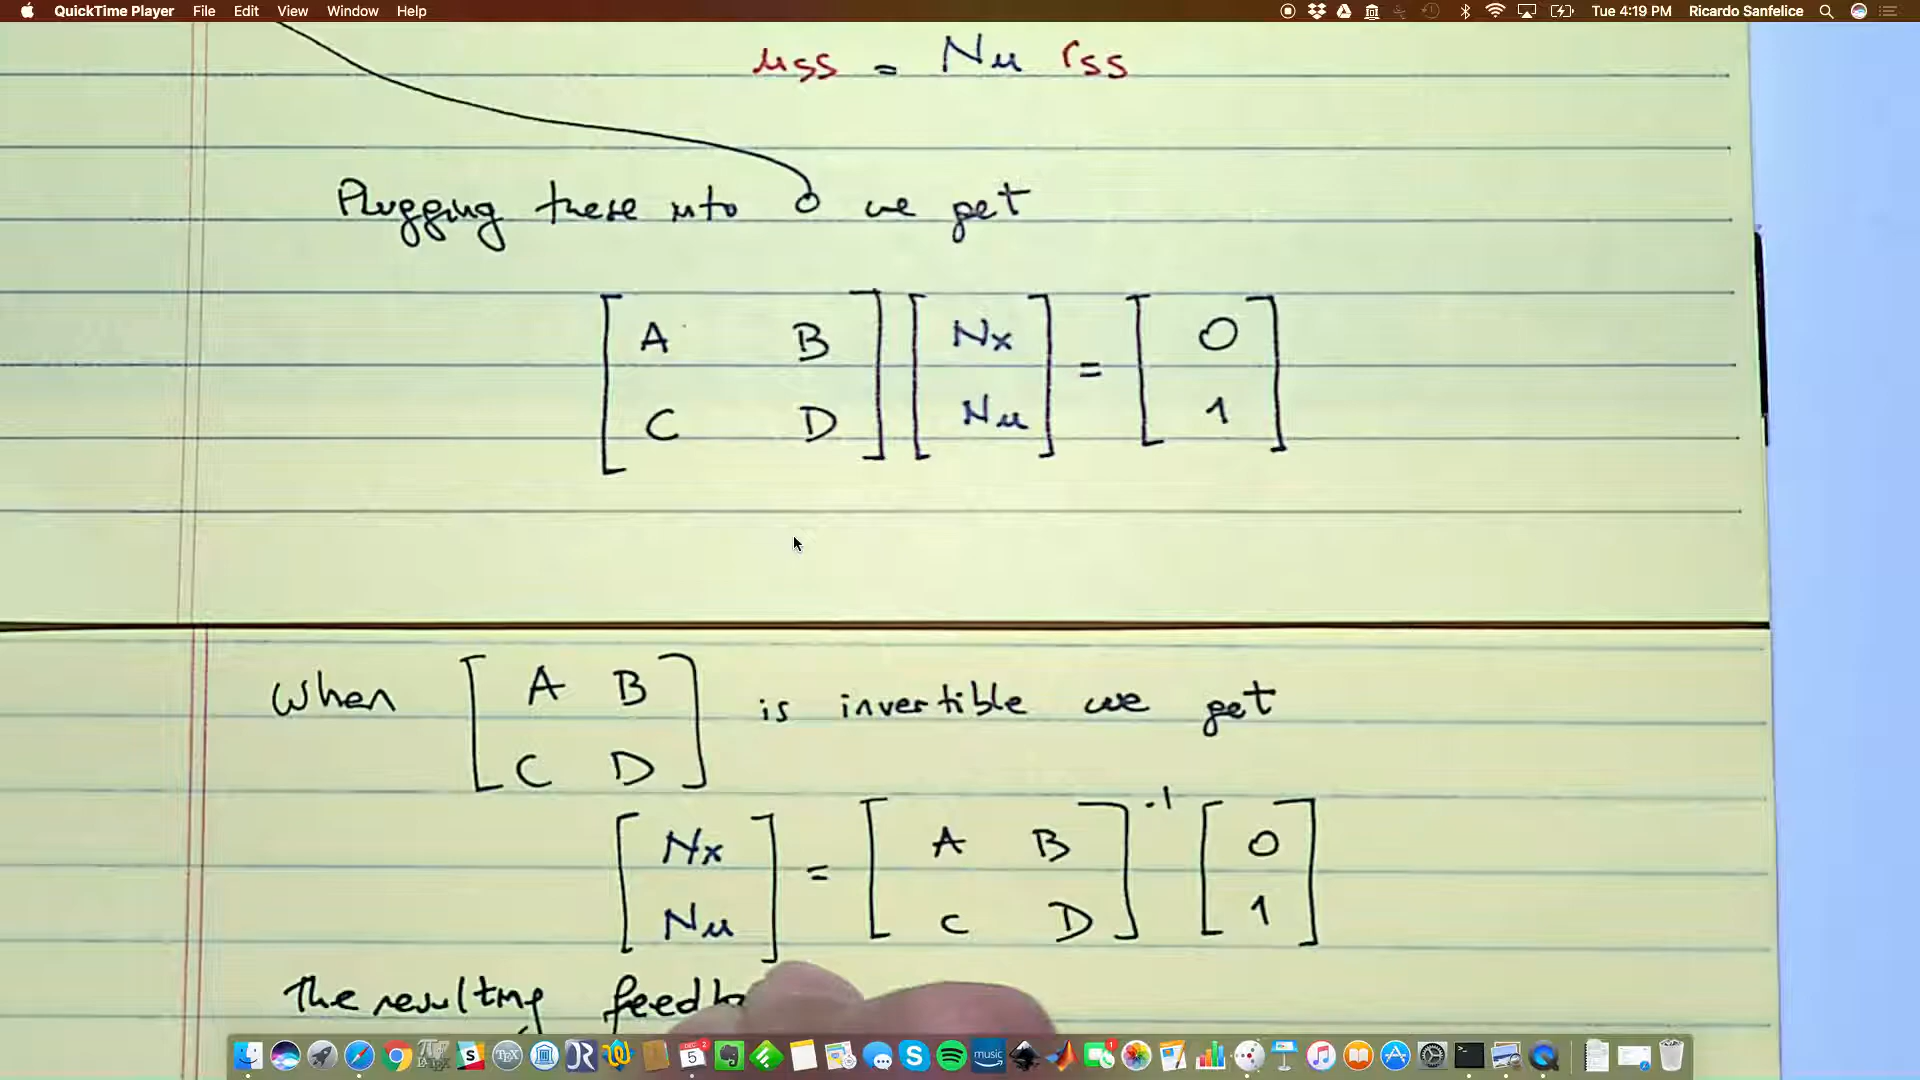 QuickTime Player File Edit View Window Help Tue 4:19 PM Ricardo Sanfelice
uss = Nu rss
Plugging these into O we get
[ A B ] [ Nx ] = [ 0 ]
[ C D ] [ Nu ] [ 1 ]
When [ A B ] is invertible we get
[ C D ]
[ Nx ] = [ A B ]⁻¹ [ 0 ]
[ Nu ] [ C D ] [ 1 ]
The resulting feedb